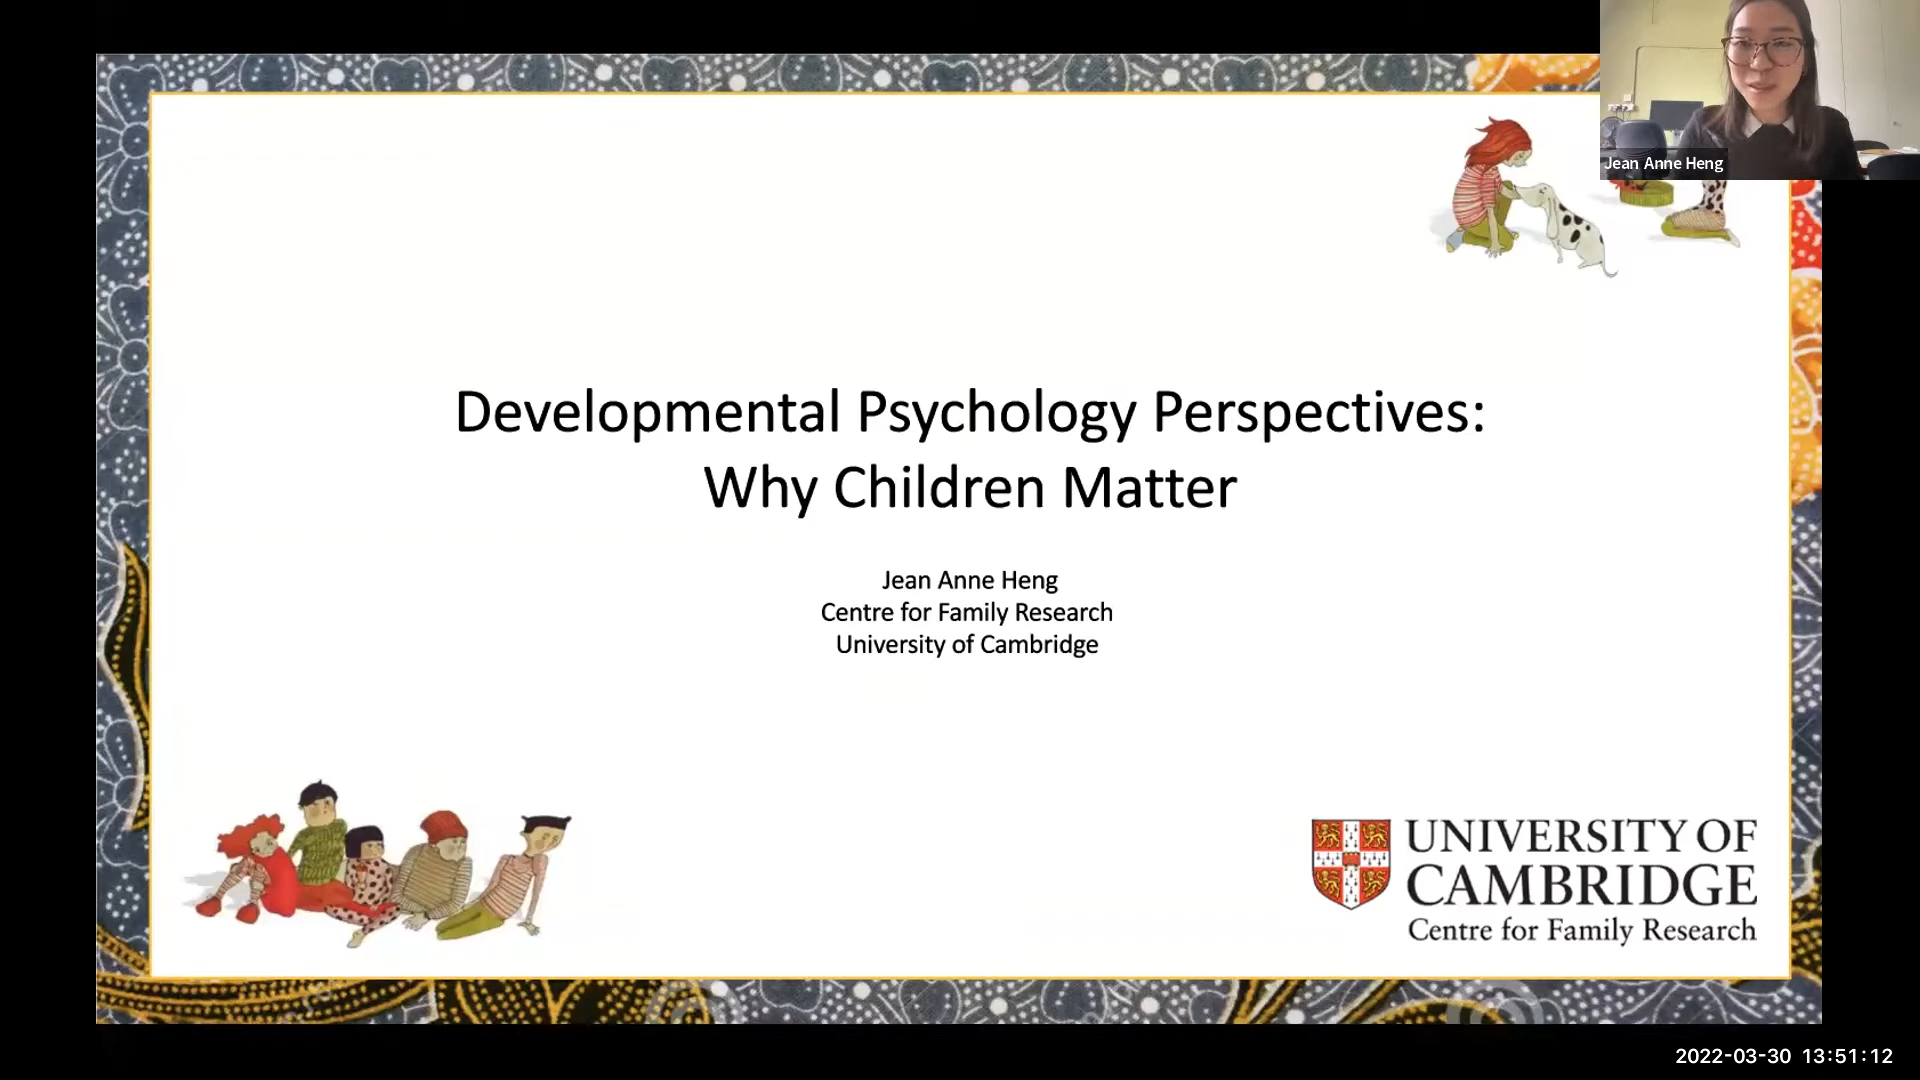 Jean Anne Heng
Developmental Psychology Perspectives:
Why Children Matter
Jean Anne Heng
Centre for Family Research
University of Cambridge
UNIVERSITY OF
CAMBRIDGE
Centre for Family Research
2022-03-30 13:51:12